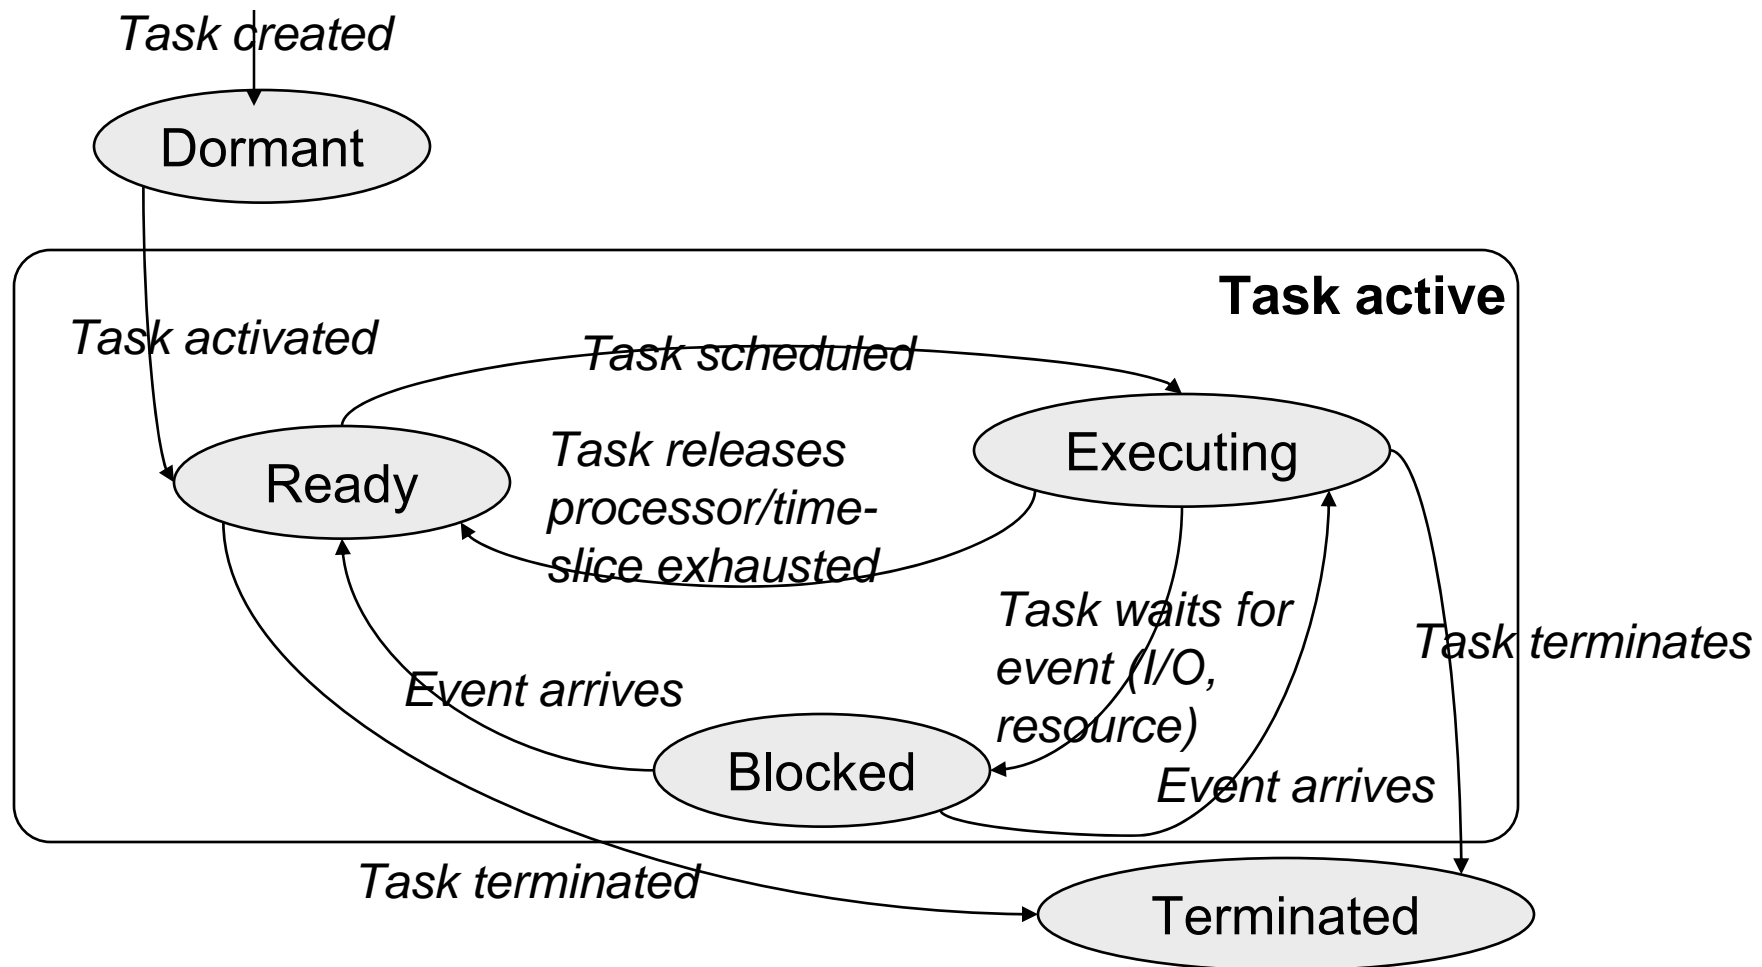 Task created
Dormant
Task active
Task activated
Task scheduled
Executing
Ready
Task releases
processor/time-
slice exhausted
Task waits for
event (I/O,
resource)
Task terminates
Event arrives
Blocked
Event arrives
Task terminated
Terminated